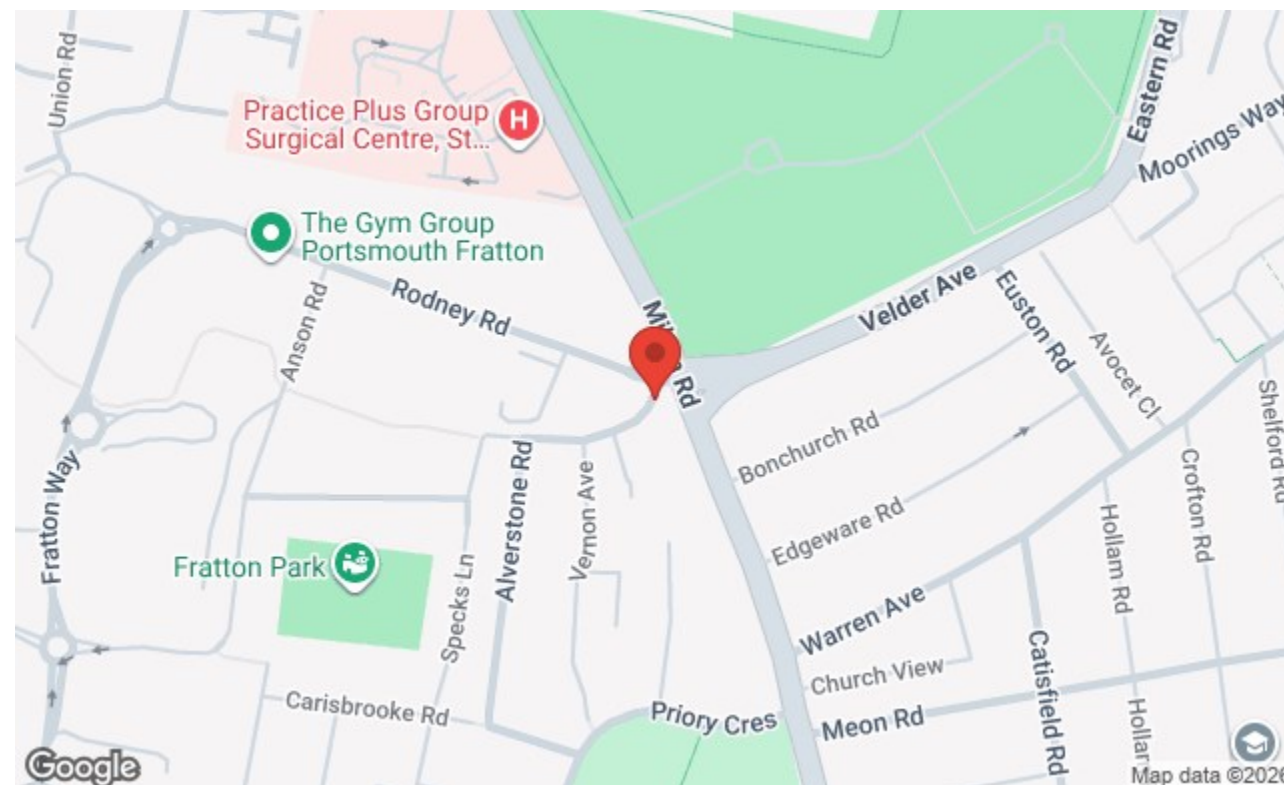 Union Rd
Practice Plus Group
Surgical Centre, St...
H
Eastern Rd
Moorings Way
The Gym Group
Portsmouth Fratton
Anson Rd
Rodney Rd
Rd
Velder Ave
Euston Rd
Avocet Cl
Shelford Rd
Fratton Way
Alverstone Rd
Vernon Ave
Bonchurch Rd
Edgeware Rd
Hollam Rd
Crofton Rd
Fratton Park
Specks Ln
Warren Ave
Church View
Catisfield Rd
Carisbrooke Rd
Priory Cres
Meon Rd
Google
Map data ©2026